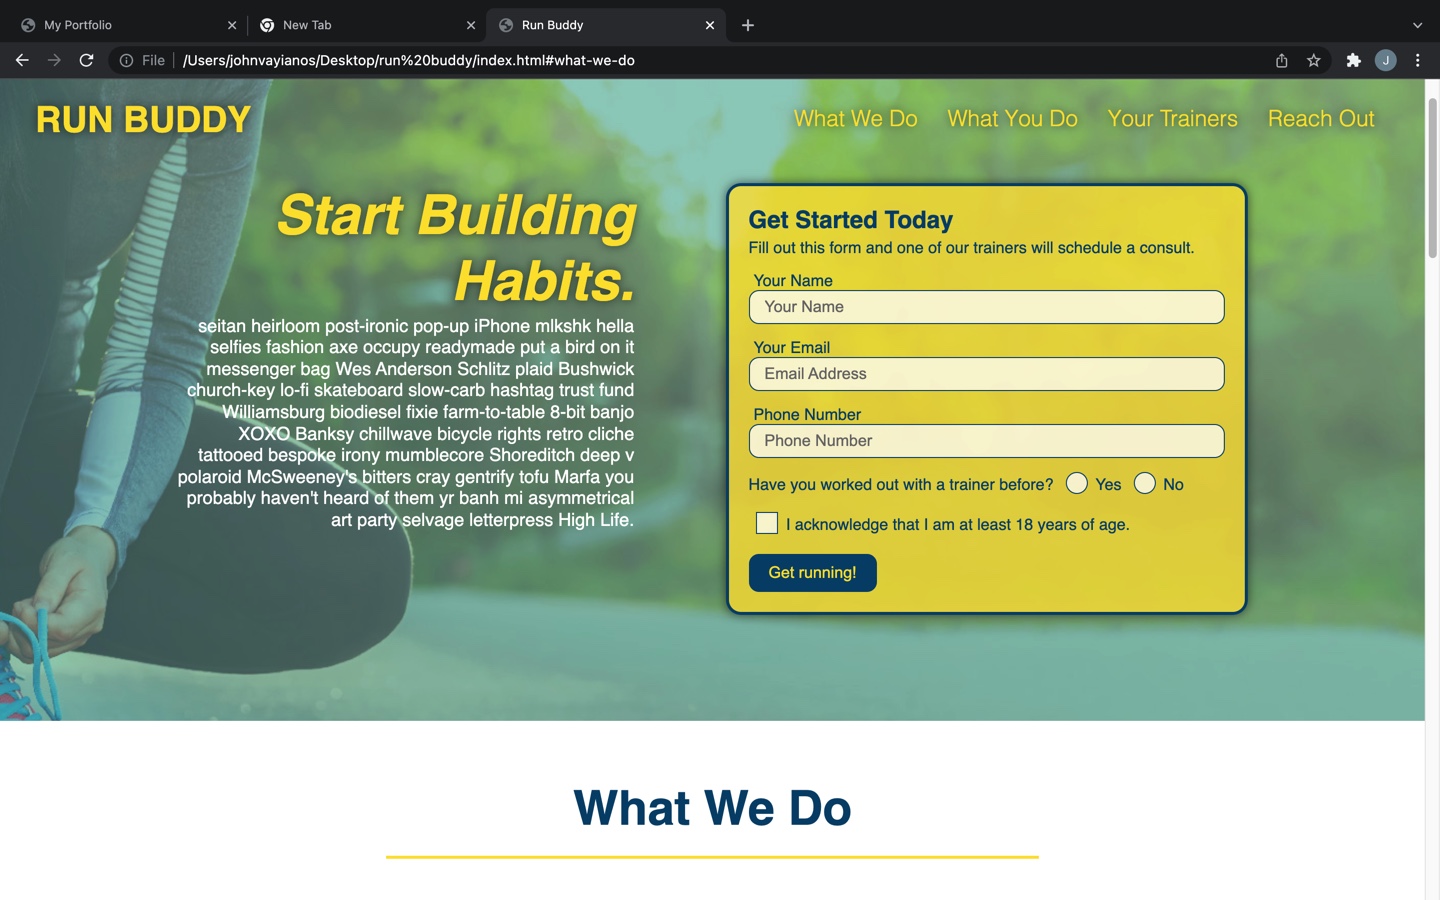 My Portfolio
New Tab
Run Buddy
File
/Users/johnvayianos/Desktop/run%20buddy/index.html#what-we-do
J
RUN BUDDY
What We Do
What You Do
Your Trainers
Reach Out
Start Building
Habits.
seitan heirloom post-ironic pop-up iPhone mlkshk hella
selfies fashion axe occupy readymade put a bird on it
messenger bag Wes Anderson Schlitz plaid Bushwick
church-key lo-fi skateboard slow-carb hashtag trust fund
Williamsburg biodiesel fixie farm-to-table 8-bit banjo
XOXO Banksy chillwave bicycle rights retro cliche
tattooed bespoke irony mumblecore Shoreditch deep v
polaroid McSweeney's bitters cray gentrify tofu Marfa you
probably haven't heard of them yr banh mi asymmetrical
art party selvage letterpress High Life.
Get Started Today
Fill out this form and one of our trainers will schedule a consult.
Your Name
Your Name
Your Email
Email Address
Phone Number
Phone Number
Have you worked out with a trainer before? Yes No
I acknowledge that I am at least 18 years of age.
Get running!
What We Do